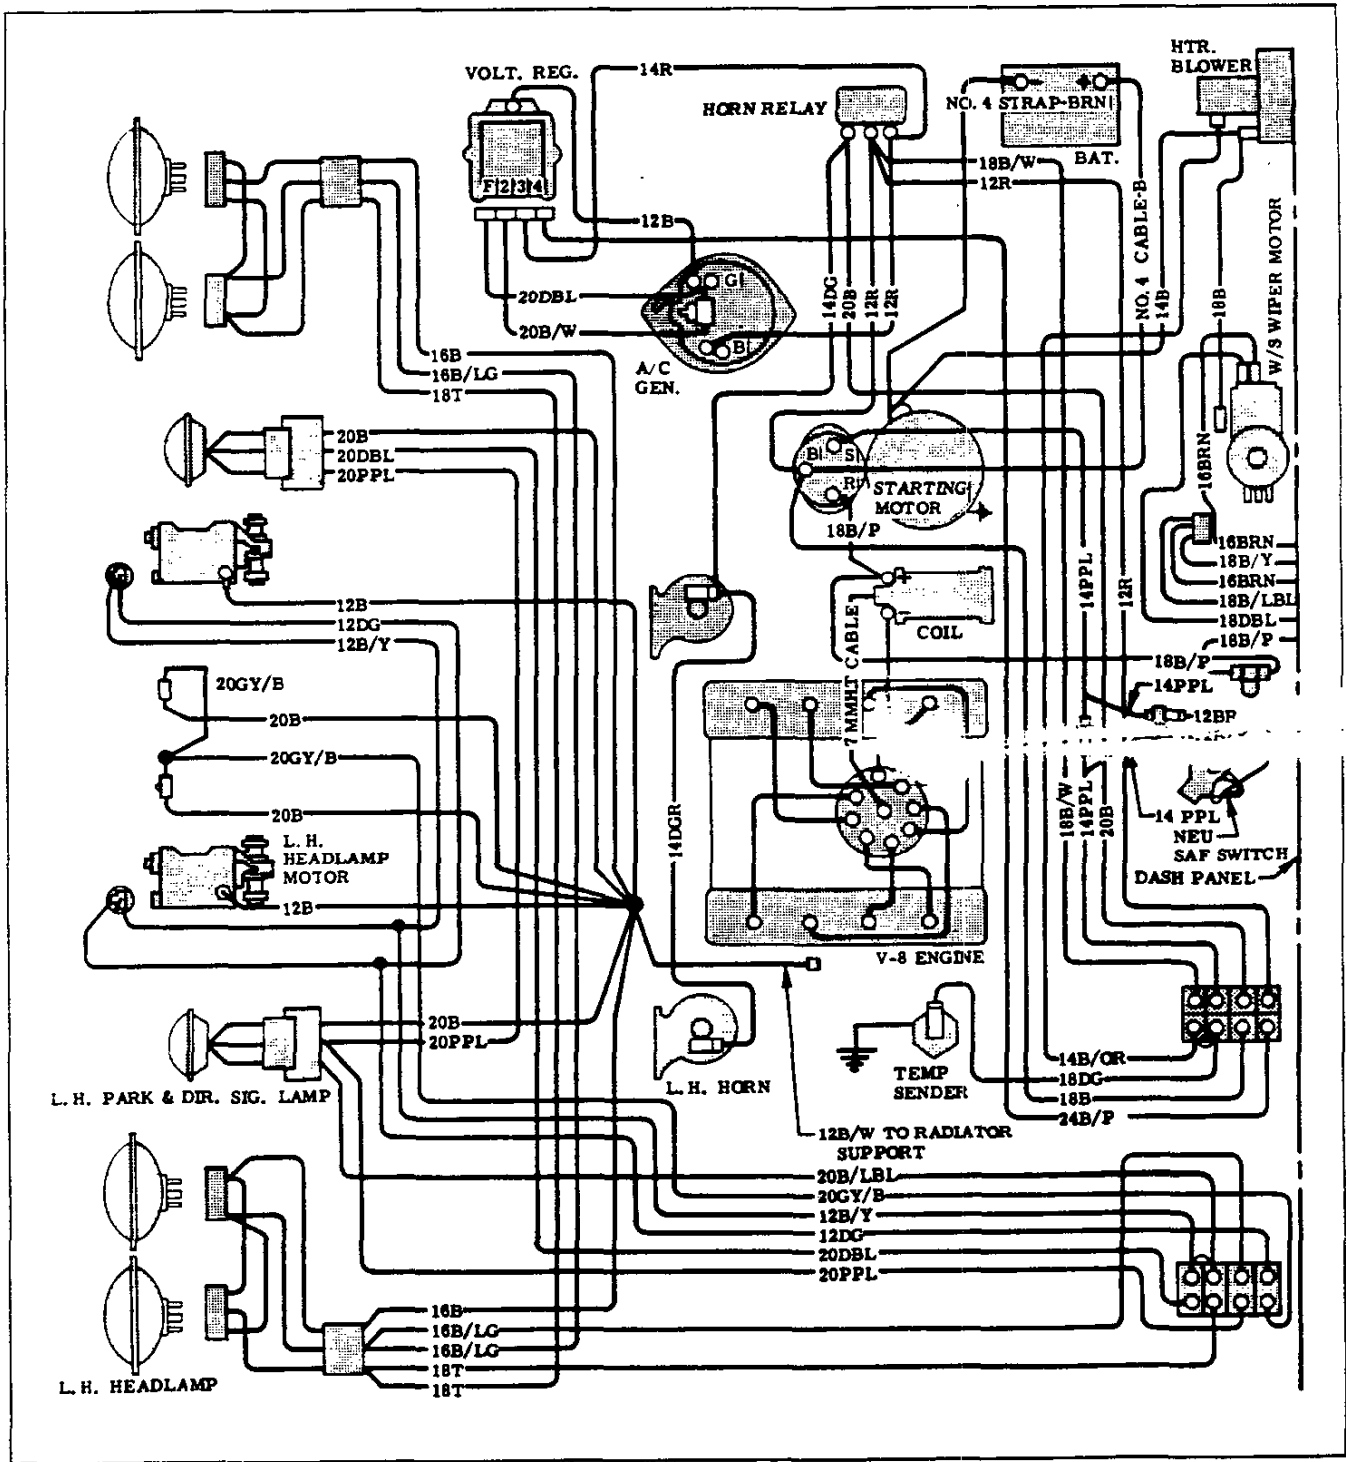 VOLT. REG.
14R
HORN RELAY
NO. 4 STRAP-BRN
BAT.
HTR.
BLOWER
18B/W
12R
F 2 3 4
12B
20DBL
20B/W
G
B
A/C
GEN.
14DG
20B
12R
12R
NO. 4 CABLE-B
14B
18B
W/S WIPER MOTOR
16B
16B/LG
18T
20B
20DBL
20PPL
B
S
R
STARTING
MOTOR
18B/P
16BRN
16BRN
18B/Y
16BRN
18B/LBL
18DBL
18B/P
12B
12DG
12B/Y
14PPL
12R
COIL
7 MMHT CABLE
18B/P
14PPL
20GY/B
20B
20GY/B
20B
L. H.
HEADLAMP
MOTOR
12B
14DGR
18B/W
14PPL
20B
14 PPL
NEU
SAF SWITCH
DASH PANEL
V-8 ENGINE
20B
20PPL
L. H. PARK & DIR. SIG. LAMP
L. H. HORN
TEMP
SENDER
14B/OR
18DG
18B
24B/P
12B/W TO RADIATOR
SUPPORT
20B/LBL
20GY/B
12B/Y
12DG
20DBL
20PPL
16B
16B/LG
16B/LG
18T
18T
L. H. HEADLAMP